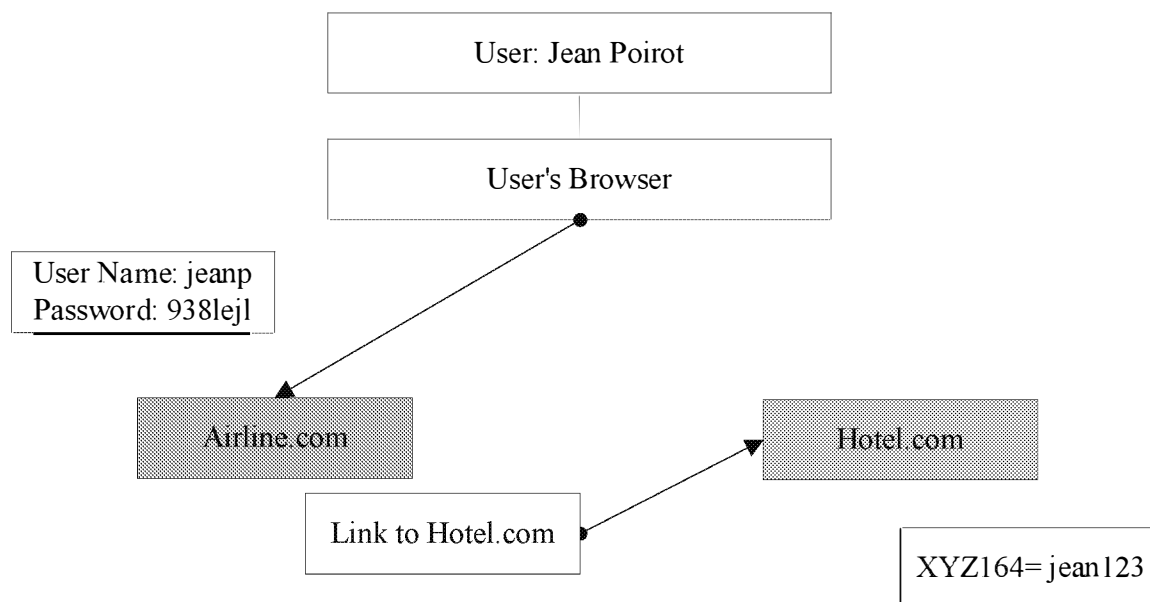 User: Jean Poirot
User's Browser
User Name: jeanp
Password: 938lejl
Airline.com
Hotel.com
Link to Hotel.com
XYZ164= jean123